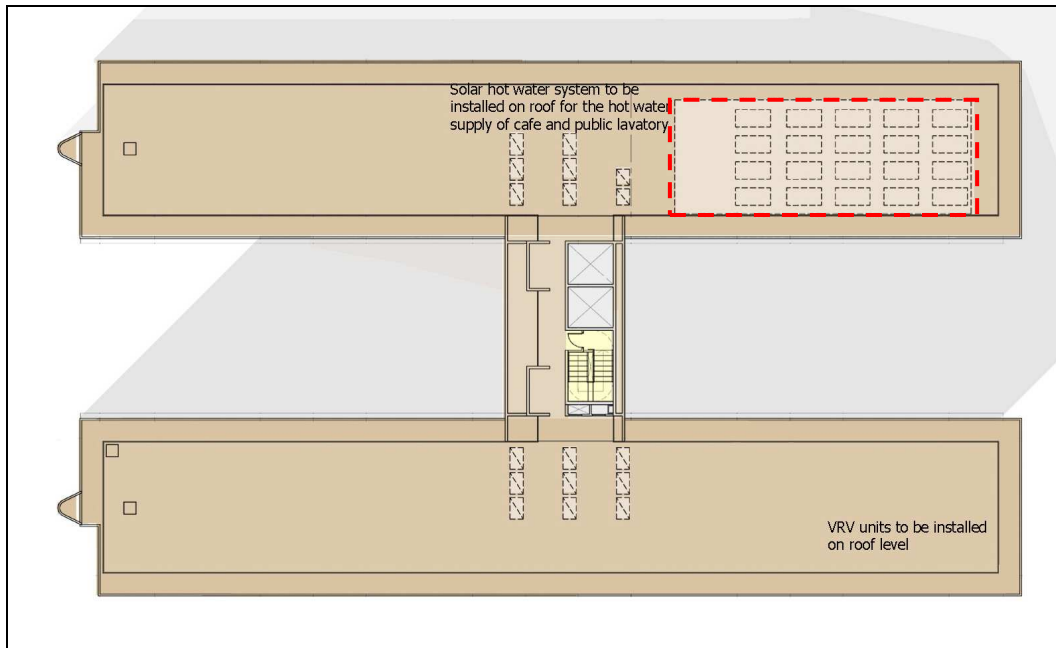 Solar hot water system to be
installed on roof for the hot water
supply of cafe and public lavatory
VRV units to be installed
on roof level